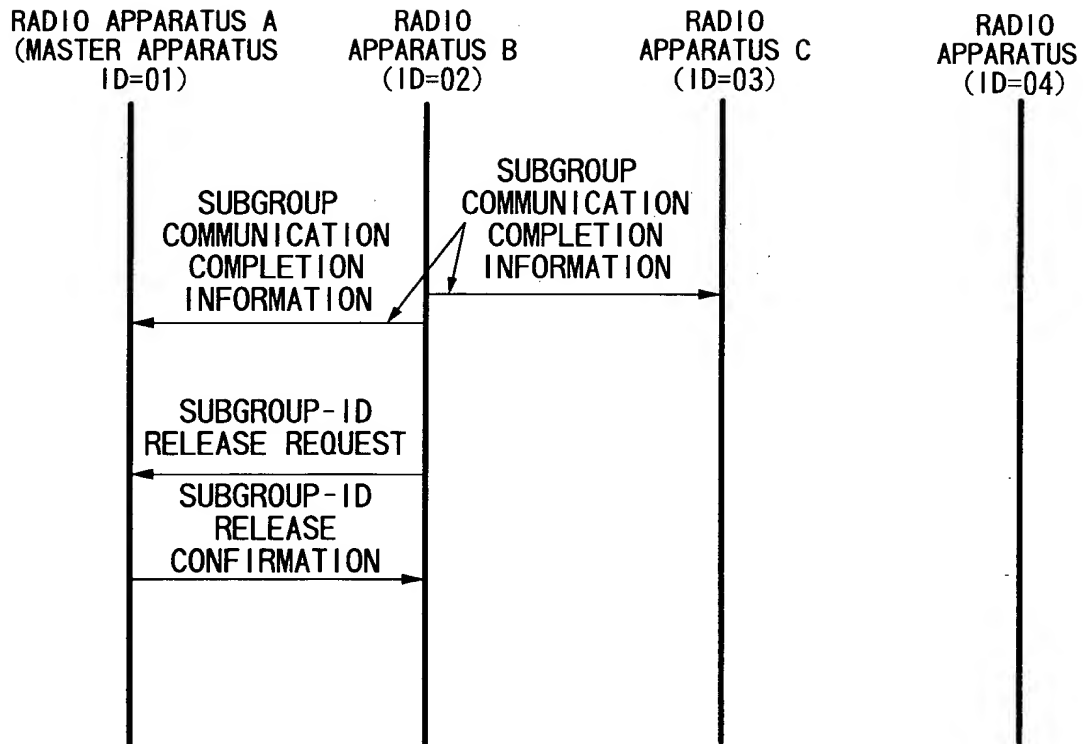 RADIO APPARATUS A
(MASTER APPARATUS
ID=01)
RADIO
APPARATUS B
(ID=02)
RADIO
APPARATUS C
(ID=03)
RADIO
APPARATUS
(ID=04)
SUBGROUP
COMMUNICATION
COMPLETION
INFORMATION
SUBGROUP
COMMUNICATION
COMPLETION
INFORMATION
SUBGROUP-ID
RELEASE REQUEST
SUBGROUP-ID
RELEASE
CONFIRMATION